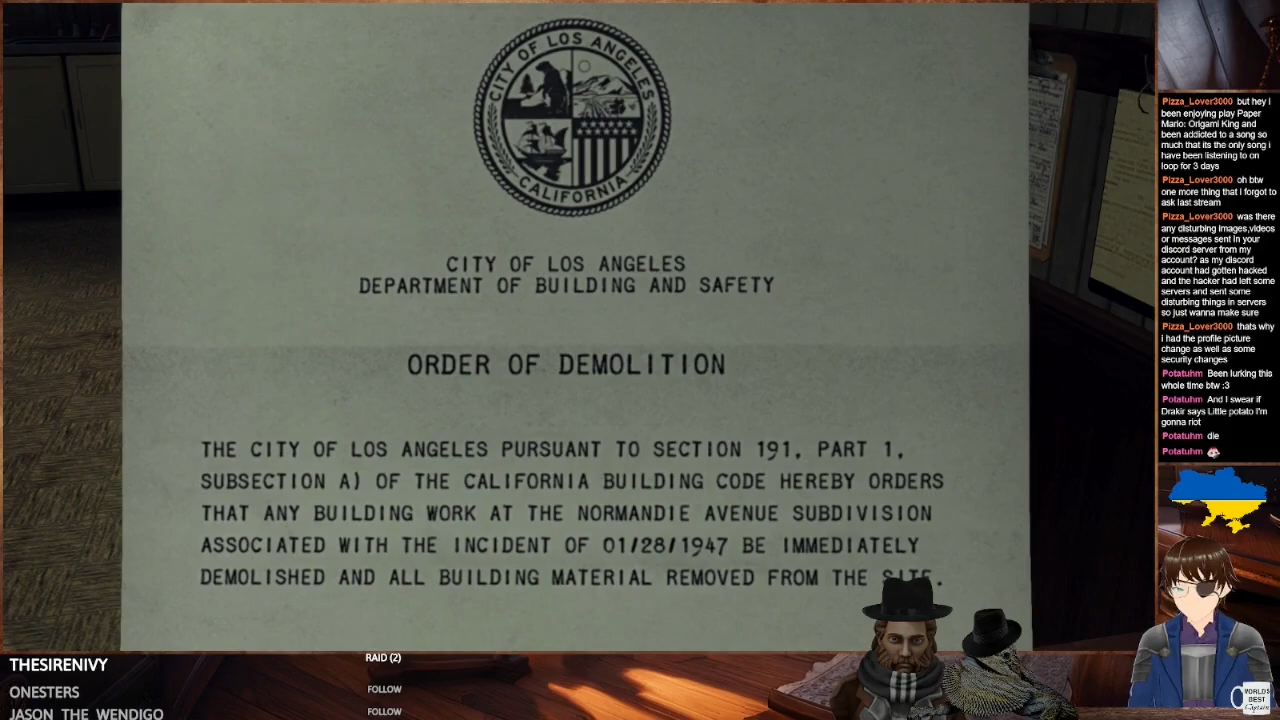 CITY OF LOS ANGELES
CALIFORNIA
CITY OF LOS ANGELES
DEPARTMENT OF BUILDING AND SAFETY
ORDER OF DEMOLITION
THE CITY OF LOS ANGELES PURSUANT TO SECTION 191, PART 1,
SUBSECTION A) OF THE CALIFORNIA BUILDING CODE HEREBY ORDERS
THAT ANY BUILDING WORK AT THE NORMANDIE AVENUE SUBDIVISION
ASSOCIATED WITH THE INCIDENT OF 01/28/1947 BE IMMEDIATELY
DEMOLISHED AND ALL BUILDING MATERIAL REMOVED FROM THE SITE.
Pizza_Lover3000 but hey i
been enjoying play Paper
Mario: Origami King and
been addicted to a song so
much that its the only song i
have been listening to on
loop for 3 days
Pizza_Lover3000 oh btw
one more thing that i forgot to
ask last stream
Pizza_Lover3000 was there
any disturbing images,videos
or messages sent in your
discord server from my
account? as my discord
account had gotten hacked
and the hacker had left some
servers and sent some
disturbing things in servers
so just wanna make sure
Pizza_Lover3000 thats why
i had the profile picture
change as well as some
security changes
Potatuhm Been lurking this
whole time btw :3
Potatuhm And I swear if
Drakir says Little potato I'm
gonna riot
Potatuhm die
Potatuhm
THESIRENIVY
RAID (2)
ONESTERS
FOLLOW
JASON_THE_WENDIGO
FOLLOW
WORLD'S
BEST
Captain